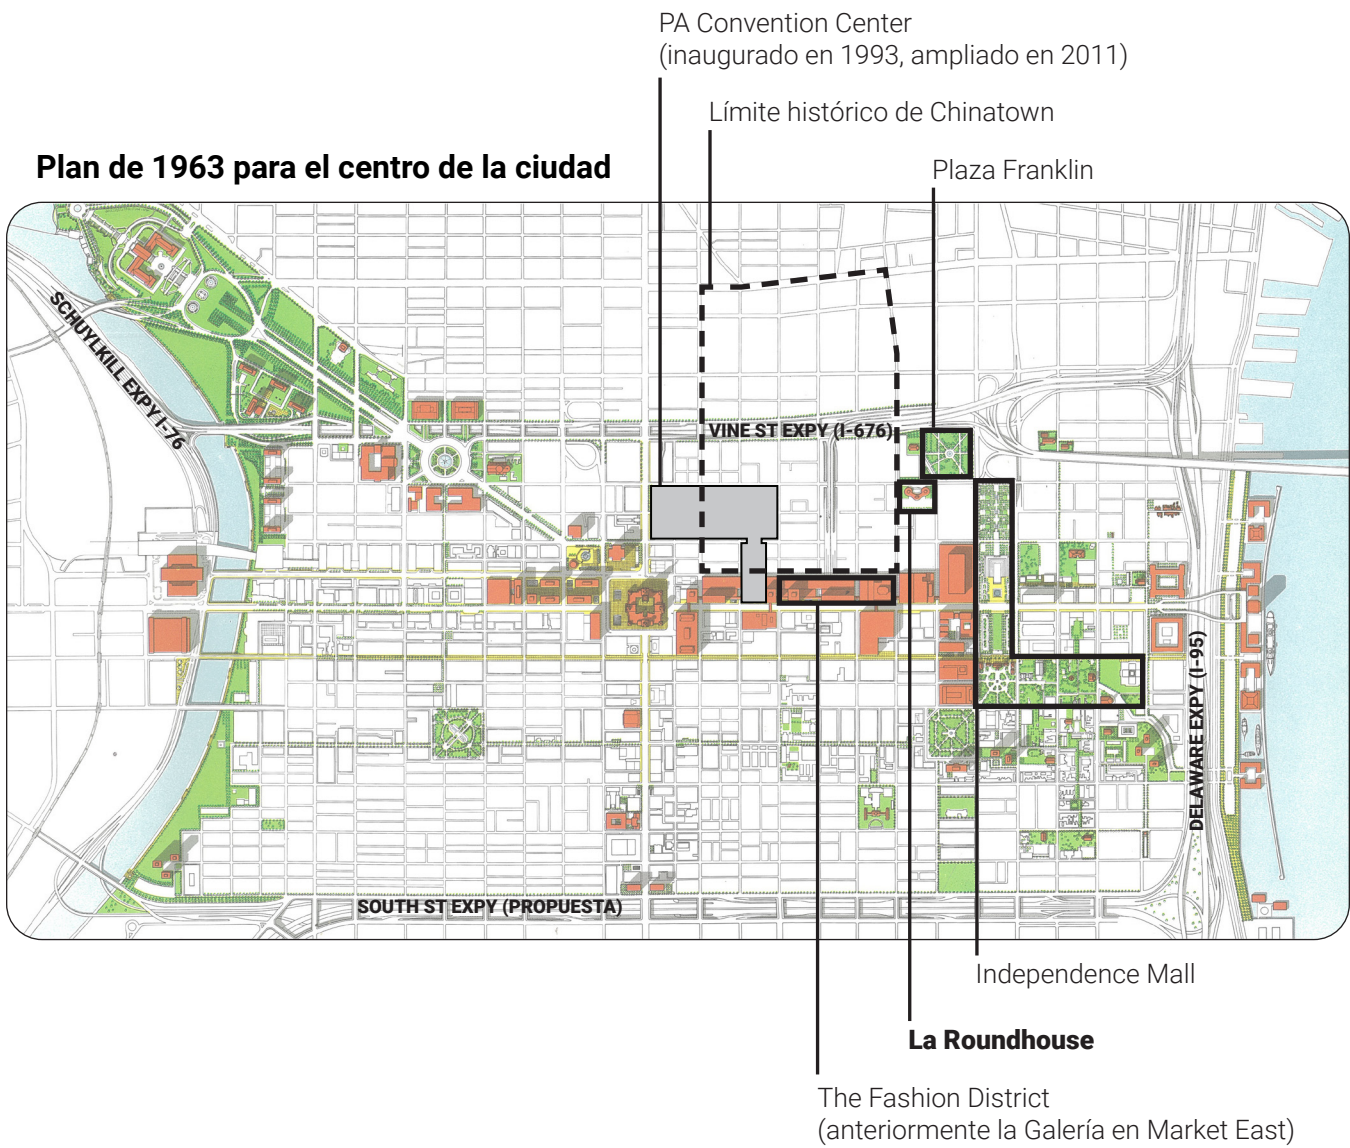 PA Convention Center
(inaugurado en 1993, ampliado en 2011)
Límite histórico de Chinatown
Plan de 1963 para el centro de la ciudad
Plaza Franklin
SCHUYLKILL EXPY I-76
VINE ST EXPY (I-676)
DELAWARE EXPY (I-95)
SOUTH ST EXPY (PROPUESTA)
Independence Mall
La Roundhouse
The Fashion District
(anteriormente la Galería en Market East)